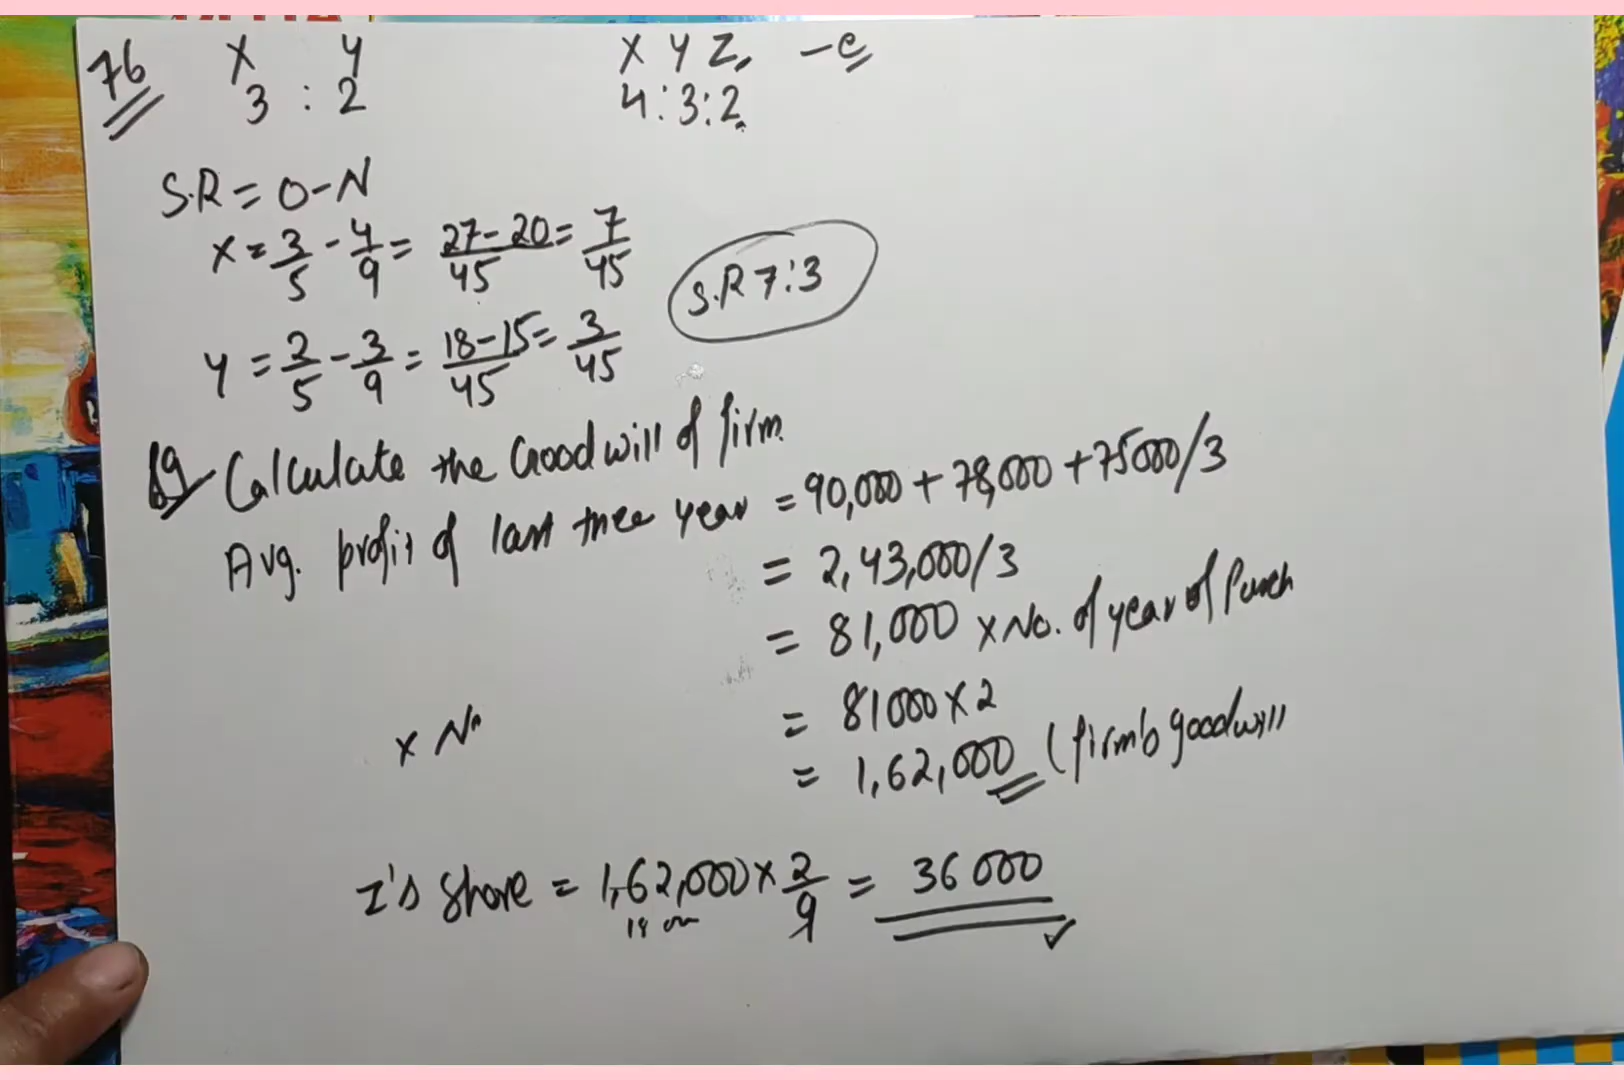 76 X Y X Y Z, - C
3 : 2 4:3:2
S.R = O-N
X = 3/5 - 4/9 = 27-20/45 = 7/45
S.R 7:3
Y = 2/5 - 3/9 = 18-15/45 = 3/45
Calculate the Goodwill of firm
Avg. profit of last three year = 90,000 + 78,000 + 75000/3
= 2,43,000/3
= 81,000 x No. of year of Purch
= 81000 x 2
x No
= 1,62,000 (firm's goodwill
Z's Share = 1,62,000 x 2/9 = 36000